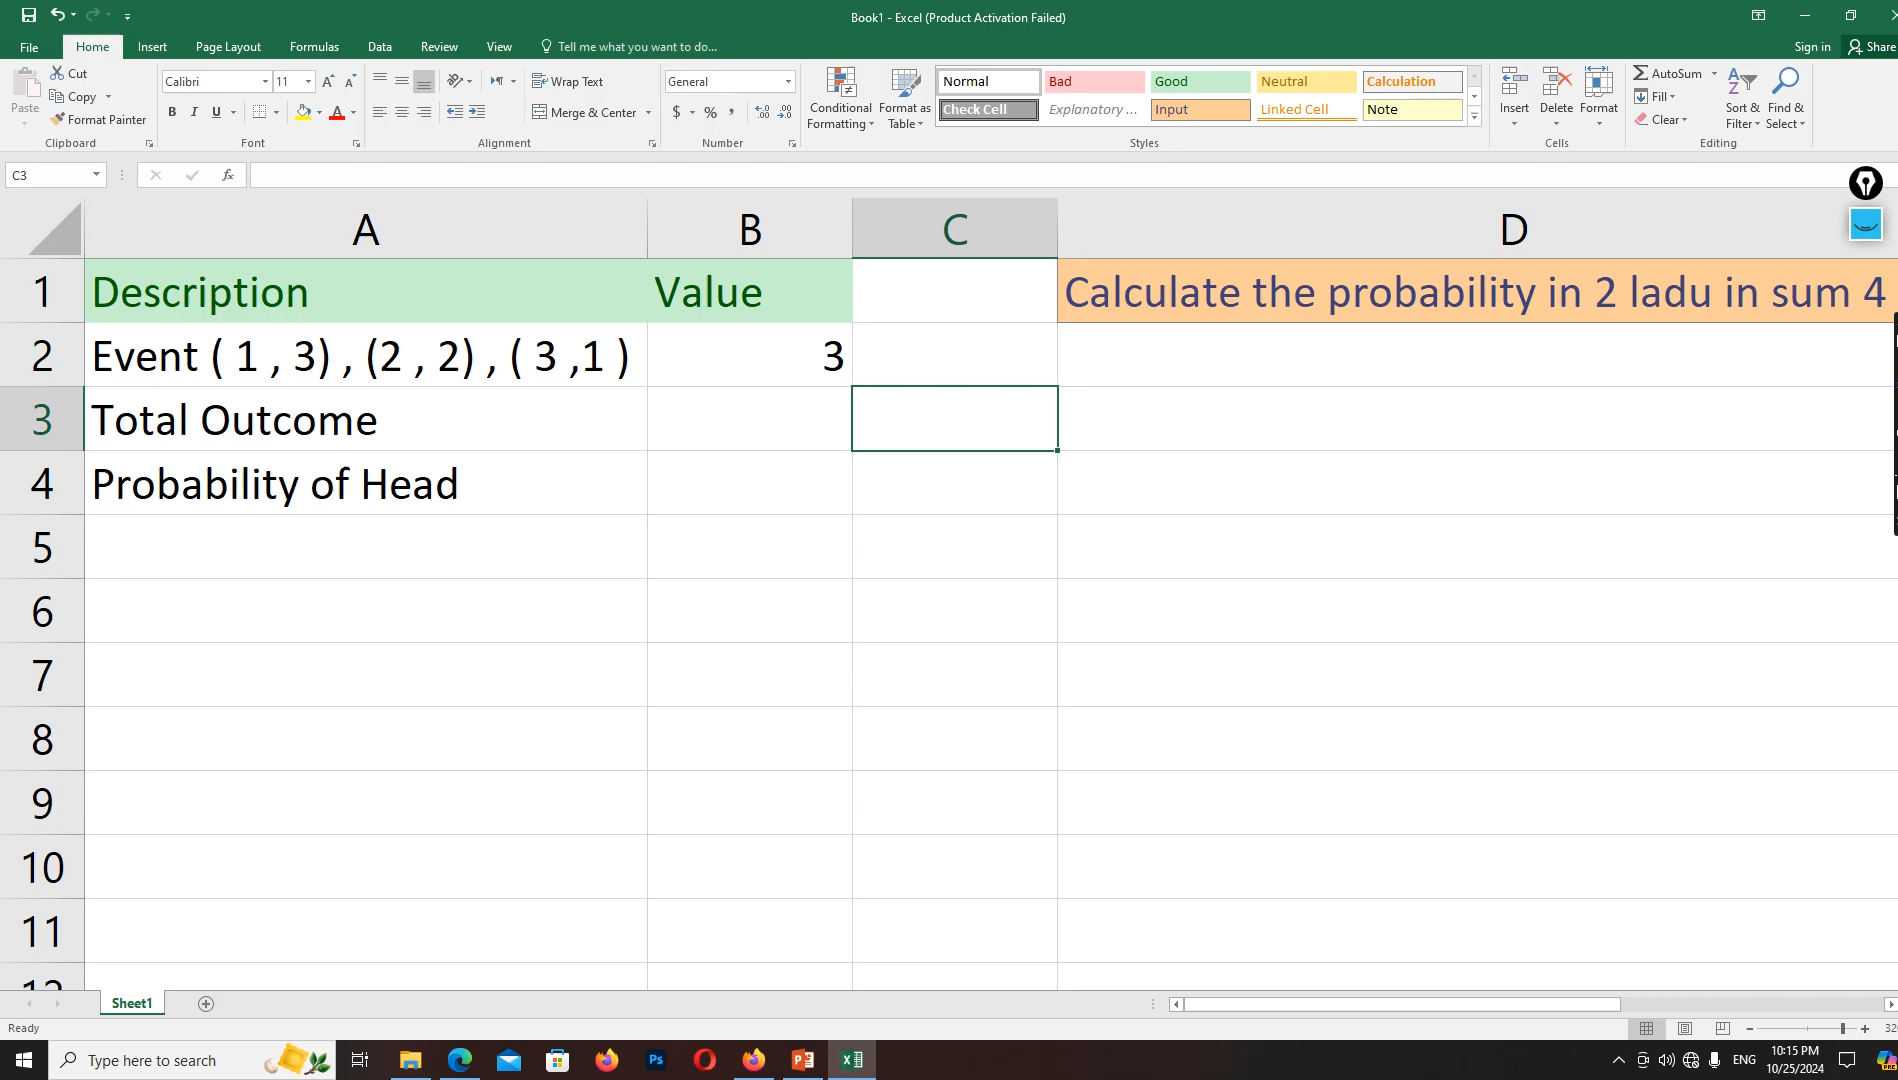 Book1 - Excel (Product Activation Failed)
File Home Insert Page Layout Formulas Data Review View Tell me what you want to do... Sign in Share
Paste Cut Copy Format Painter
Calibri 11 B I U A A A
Wrap Text Merge & Center
General $ % , .00
Conditional Formatting Format as Table
Normal Bad Good Neutral Calculation
Check Cell Explanatory ... Input Linked Cell Note
Insert Delete Format
AutoSum Fill Clear Sort & Filter Find & Select
Clipboard Font Alignment Number Styles Cells Editing
C3 fx
A B C D
1 Description Value Calculate the probability in 2 ladu in sum 4
2 Event ( 1 , 3) , (2 , 2) , ( 3 ,1 ) 3
3 Total Outcome
4 Probability of Head
5
6
7
8
9
10
11
Sheet1
Ready
Type here to search Ps ENG 10:15 PM
10/25/2024